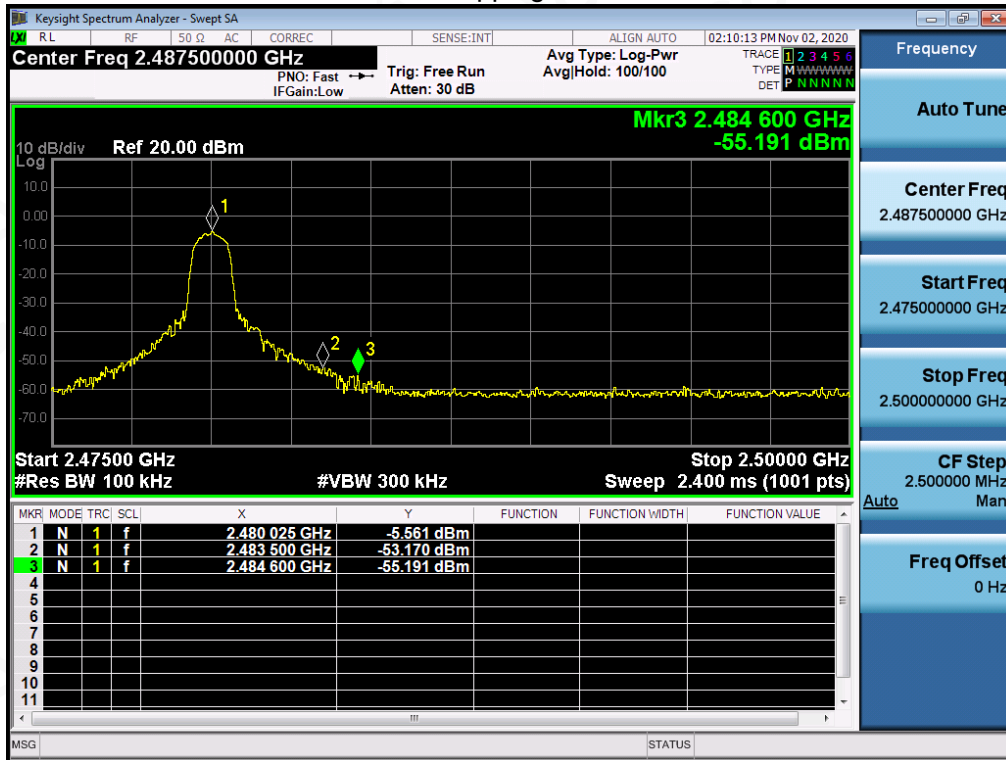 Keysight Spectrum Analyzer - Swept SA
LXI RL RF 50 Ω AC CORREC SENSE:INT ALIGN AUTO 02:10:13 PM Nov 02, 2020
Center Freq 2.487500000 GHz
PNO: Fast
IFGain:Low
Trig: Free Run
Atten: 30 dB
Avg Type: Log-Pwr
Avg|Hold: 100/100
TRACE 1 2 3 4 5 6
TYPE M WWWWW
DET P N N N N N
Mkr3 2.484 600 GHz
-55.191 dBm
10 dB/div Ref 20.00 dBm
Log
10.0
0.00
-10.0
-20.0
-30.0
-40.0
-50.0
-60.0
-70.0
1
2
3
Start 2.47500 GHz Stop 2.50000 GHz
#Res BW 100 kHz #VBW 300 kHz Sweep 2.400 ms (1001 pts)
MKR MODE TRC SCL X Y FUNCTION FUNCTION WIDTH FUNCTION VALUE
1 N 1 f 2.480 025 GHz -5.561 dBm
2 N 1 f 2.483 500 GHz -53.170 dBm
3 N 1 f 2.484 600 GHz -55.191 dBm
4
5
6
7
8
9
10
11
MSG STATUS
Frequency
Auto Tune
Center Freq
2.487500000 GHz
Start Freq
2.475000000 GHz
Stop Freq
2.500000000 GHz
CF Step
2.500000 MHz
Auto Man
Freq Offset
0 Hz